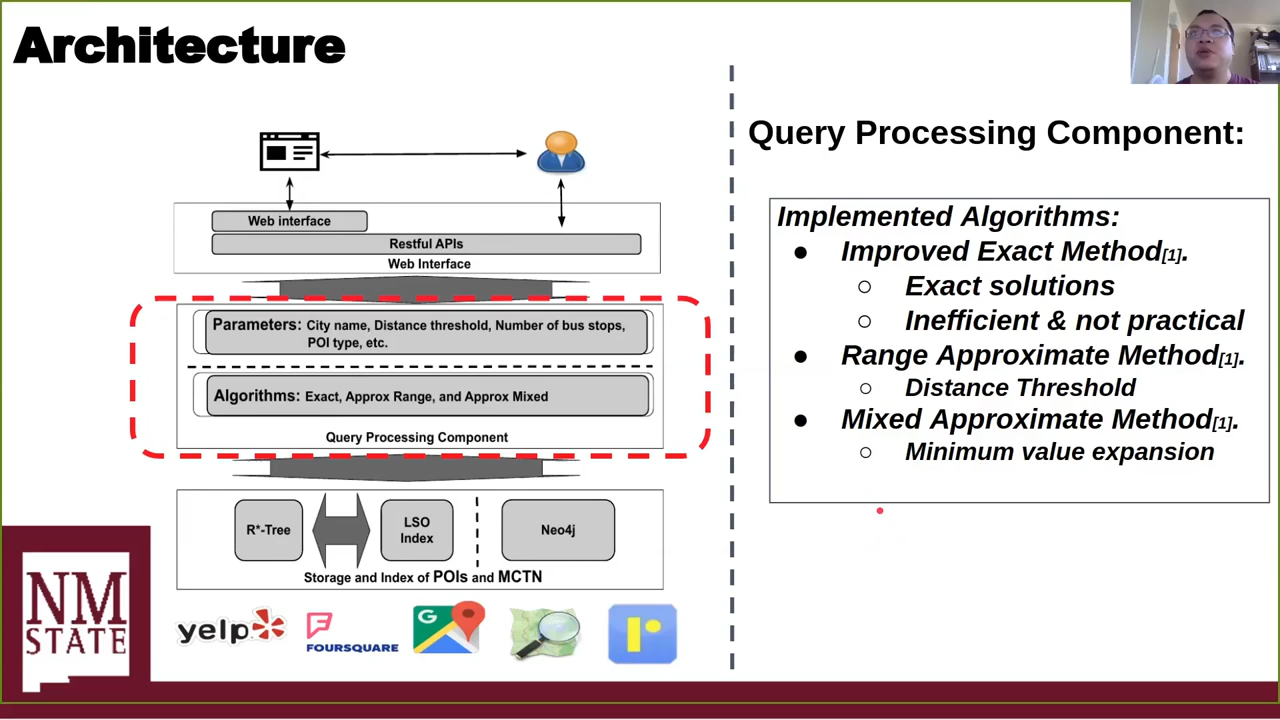 Architecture
Web interface
Restful APIs
Web Interface
Parameters: City name, Distance threshold, Number of bus stops,
POI type, etc.
Algorithms: Exact, Approx Range, and Approx Mixed
Query Processing Component
R*-Tree
LSO
Index
Neo4j
Storage and Index of POIs and MCTN
yelp
FOURSQUARE
G
r
NM
STATE
Query Processing Component:
Implemented Algorithms:
● Improved Exact Method[1].
○ Exact solutions
○ Inefficient & not practical
● Range Approximate Method[1].
○ Distance Threshold
● Mixed Approximate Method[1].
○ Minimum value expansion